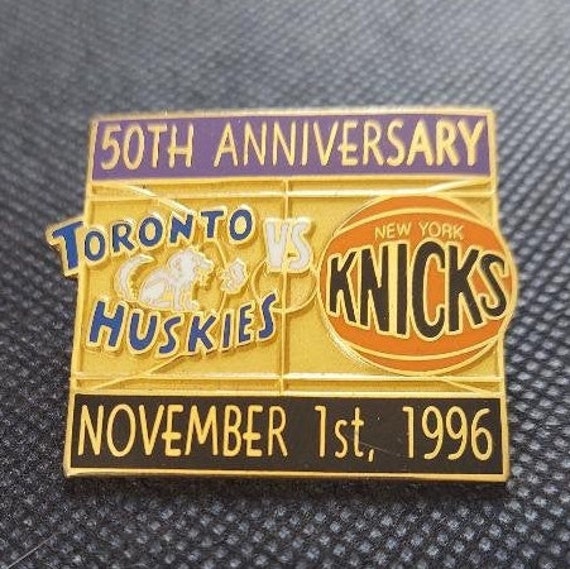 50TH ANNIVERSARY
TORONTO
HUSKIES
VS
NEW YORK
KNICKS
NOVEMBER 1st, 1996